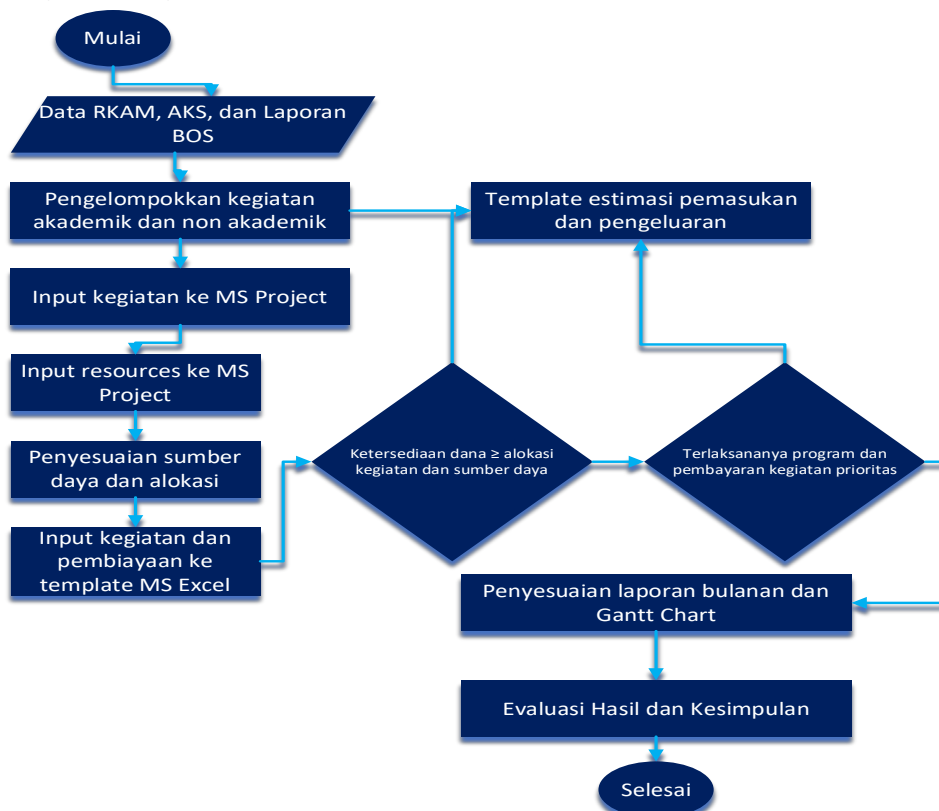 Mulai
Data RKAM, AKS, dan Laporan
BOS
Pengelompokkan kegiatan
akademik dan non akademik
Template estimasi pemasukan
dan pengeluaran
Input kegiatan ke MS Project
Input resources ke MS
Project
Penyesuaian sumber
daya dan alokasi
Input kegiatan dan
pembiayaan ke
template MS Excel
Ketersediaan dana ≥ alokasi
kegiatan dan sumber daya
Terlaksananya program dan
pembayaran kegiatan prioritas
Penyesuaian laporan bulanan dan
Gantt Chart
Evaluasi Hasil dan Kesimpulan
Selesai